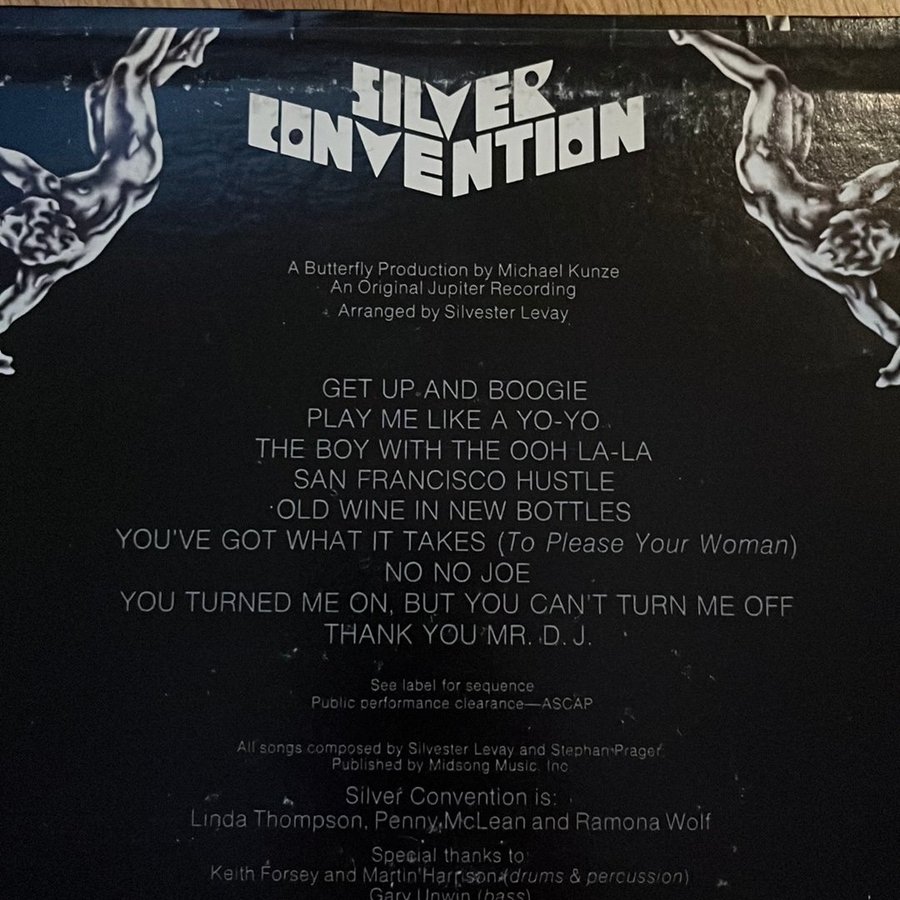 SILVER
CONVENTION
A Butterfly Production by Michael Kunze
An Original Jupiter Recording
Arranged by Silvester Levay
GET UP AND BOOGIE
PLAY ME LIKE A YO-YO
THE BOY WITH THE OOH LA-LA
SAN FRANCISCO HUSTLE
OLD WINE IN NEW BOTTLES
YOU'VE GOT WHAT IT TAKES (To Please Your Woman)
NO NO JOE
YOU TURNED ME ON, BUT YOU CAN'T TURN ME OFF
THANK YOU MR. D.J.
See label for sequence
Public performance clearance—ASCAP
All songs composed by Silvester Levay and Stephan Prager
Published by Midsong Music, Inc.
Silver Convention is:
Linda Thompson, Penny McLean and Ramona Wolf
Special thanks to:
Keith Forsey and Martin Harrison (drums & percussion)
Gary Unwin (bass)